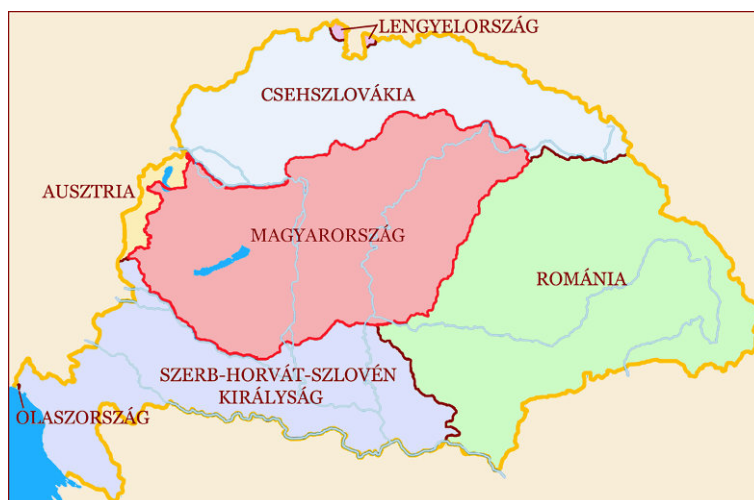 LENGYELORSZÁG
CSEHSZLOVÁKIA
AUSZTRIA
MAGYARORSZÁG
ROMÁNIA
SZERB-HORVÁT-SZLOVÉN
KIRÁLYSÁG
OLASZORSZÁG